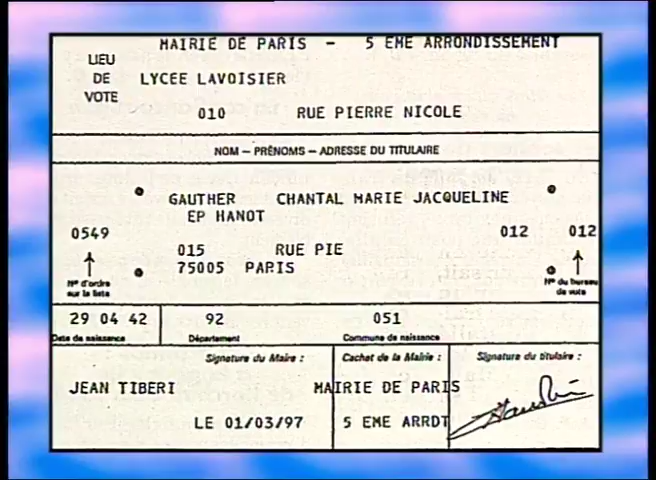 MAIRIE DE PARIS - 5 EME ARRONDISSEMENT
LIEU
DE
VOTE
LYCEE LAVOISIER
010 RUE PIERRE NICOLE
NOM – PRÉNOMS – ADRESSE DU TITULAIRE
GAUTHER CHANTAL MARIE JACQUELINE
EP HANOT
0549 012 012
015 RUE PIE
75005 PARIS
Nº d'ordre
sur la liste
Nº du bureau
de vote
29 04 42 92 051
Date de naissance Département Commune de naissance
Signature du Maire : Cachet de la Mairie : Signature du titulaire :
JEAN TIBERI MAIRIE DE PARIS
LE 01/03/97 5 EME ARRDT